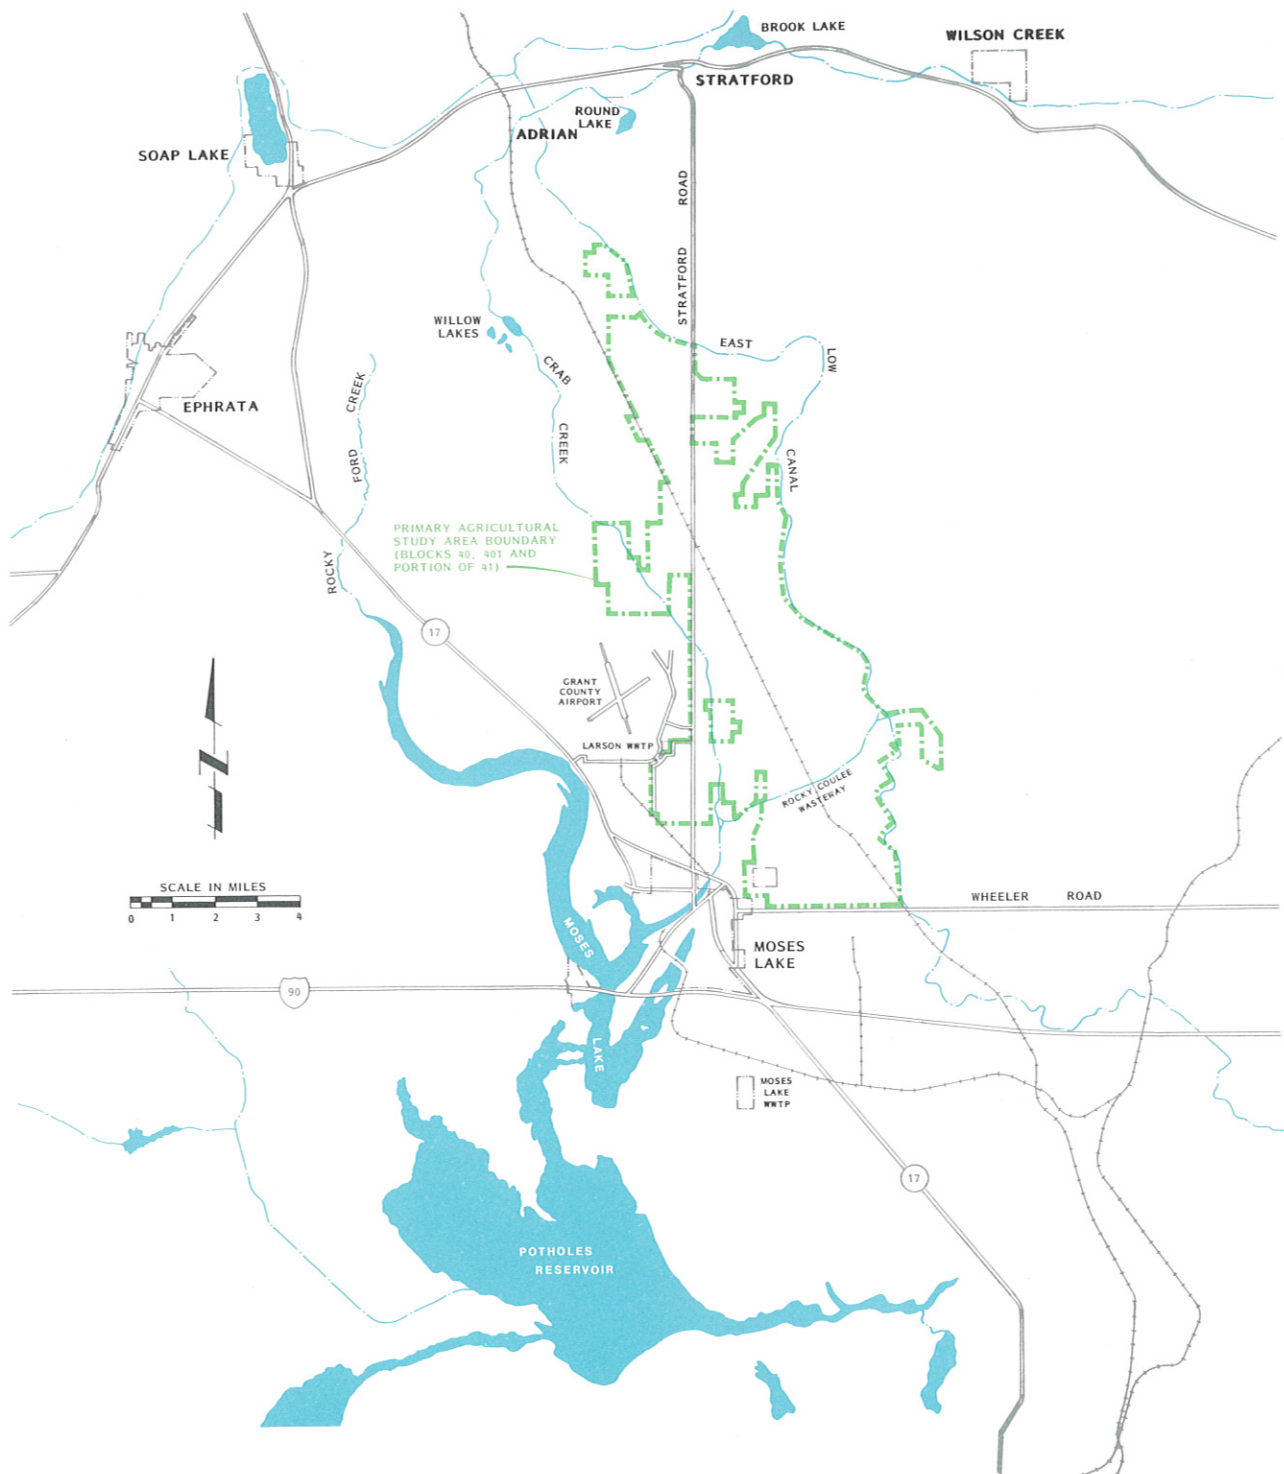 BROOK LAKE
WILSON CREEK
STRATFORD
ROUND
LAKE
ADRIAN
SOAP LAKE
STRATFORD ROAD
WILLOW
LAKES
EAST LOW CANAL
CRAB CREEK
EPHRATA
ROCKY FORD CREEK
PRIMARY AGRICULTURAL
STUDY AREA BOUNDARY
(BLOCKS 40, 401 AND
PORTION OF 41)
17
GRANT
COUNTY
AIRPORT
LARSON WWTP
ROCKY COULEE
WASTEWAY
N
SCALE IN MILES
0 1 2 3 4
WHEELER ROAD
MOSES LAKE
MOSES
LAKE
90
MOSES
LAKE
WWTP
17
POTHOLES
RESERVOIR